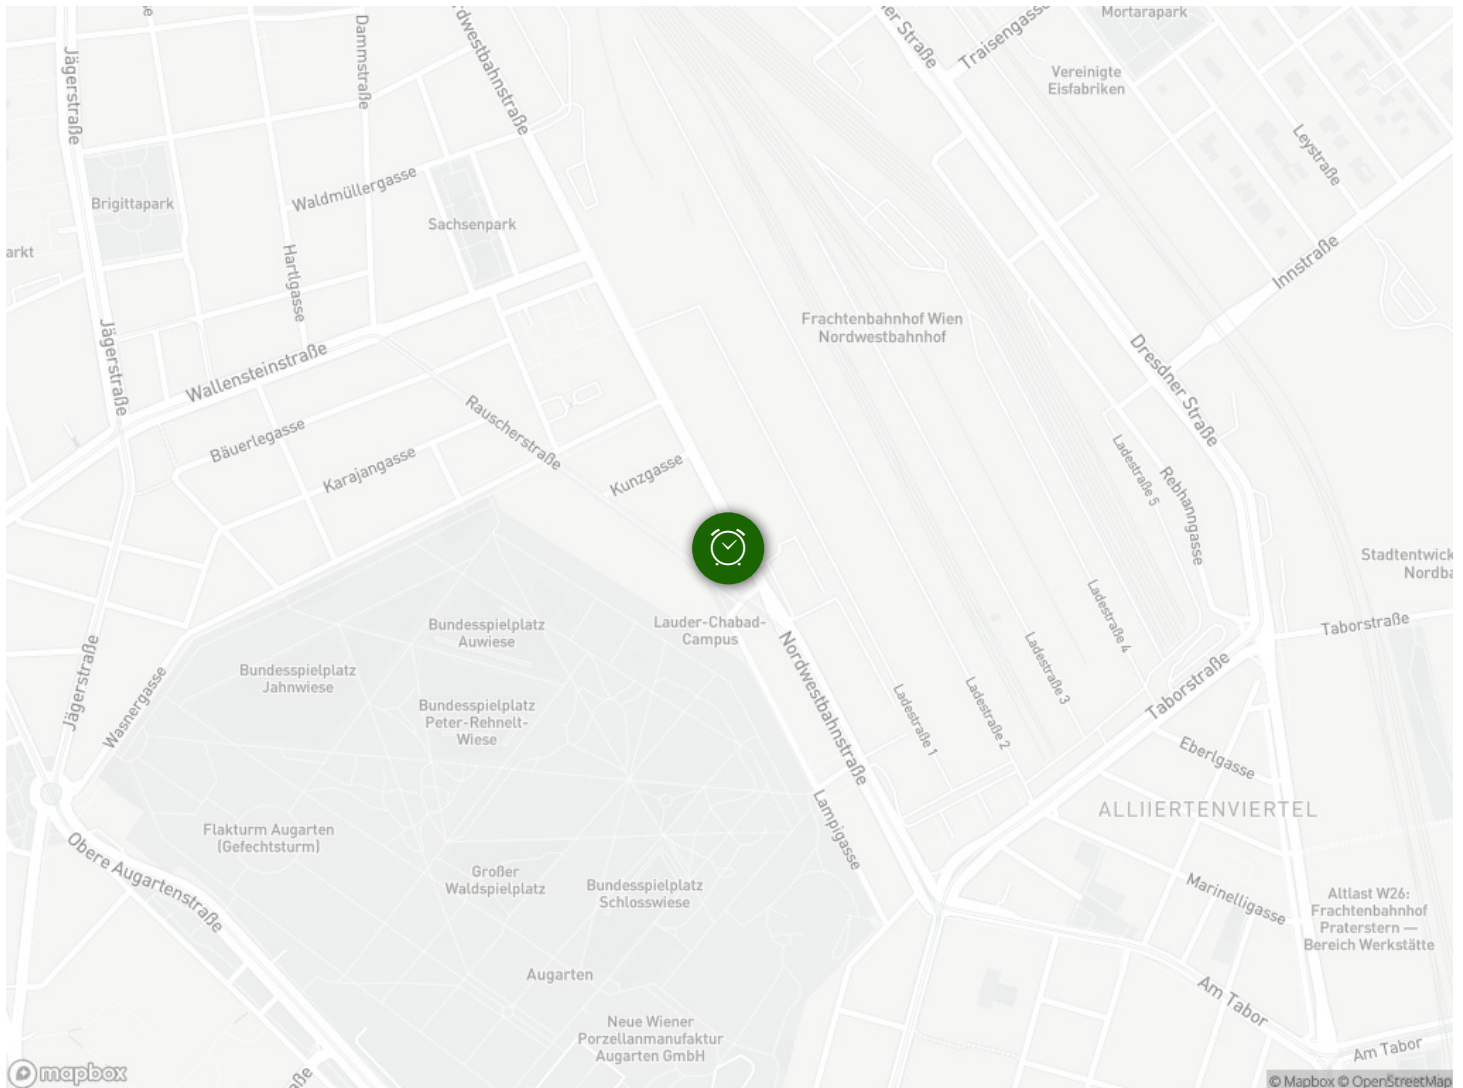 Jägerstraße
Dammstraße
Nordwestbahnstraße
Dresdner Straße
Traisengasse
Mortarapark
Vereinigte
Eisfabriken
Leystraße
Brigittapark
Waldmüllergasse
Sachsenpark
Hartlgasse
Innstraße
Frachtenbahnhof Wien
Nordwestbahnhof
Jägerstraße
Wallensteinstraße
Dresdner Straße
Rauscherstraße
Bäuerlegasse
Karajangasse
Kunzgasse
Ladestraße 5
Rebhanngasse
Stadtentwick
Nordba
Ladestraße 4
Bundesspielplatz
Auwiese
Lauder-Chabad-
Campus
Taborstraße
Jägerstraße
Wasnergasse
Bundesspielplatz
Jahnwiese
Bundesspielplatz
Peter-Rehnelt-
Wiese
Nordwestbahnstraße
Ladestraße 3
Ladestraße 2
Ladestraße 1
Taborstraße
Eberlgasse
ALLIIERTENVIERTEL
Lampigasse
Flakturm Augarten
(Gefechtsturm)
Obere Augartenstraße
Großer
Waldspielplatz
Bundesspielplatz
Schlosswiese
Marinelligasse
Altlast W26:
Frachtenbahnhof
Praterstern —
Bereich Werkstätte
Augarten
Am Tabor
Neue Wiener
Porzellanmanufaktur
Augarten GmbH
Am Tabor
mapbox
© Mapbox © OpenStreetMap